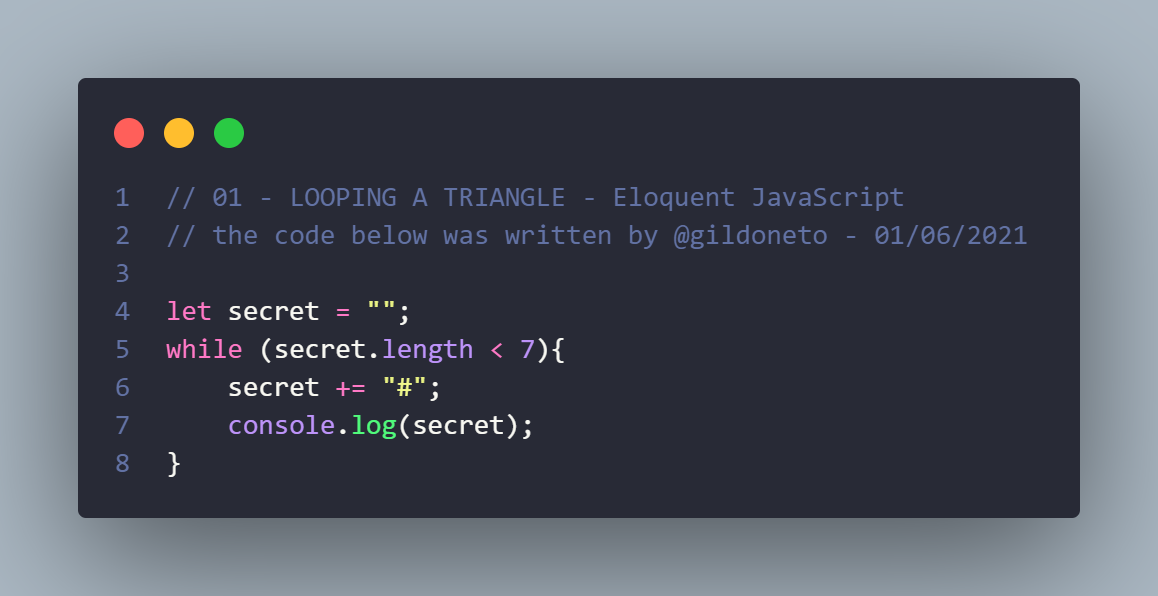 1 // 01 - LOOPING A TRIANGLE - Eloquent JavaScript
2 // the code below was written by @gildoneto - 01/06/2021
3
4 let secret = "";
5 while (secret.length < 7){
6     secret += "#";
7     console.log(secret);
8 }